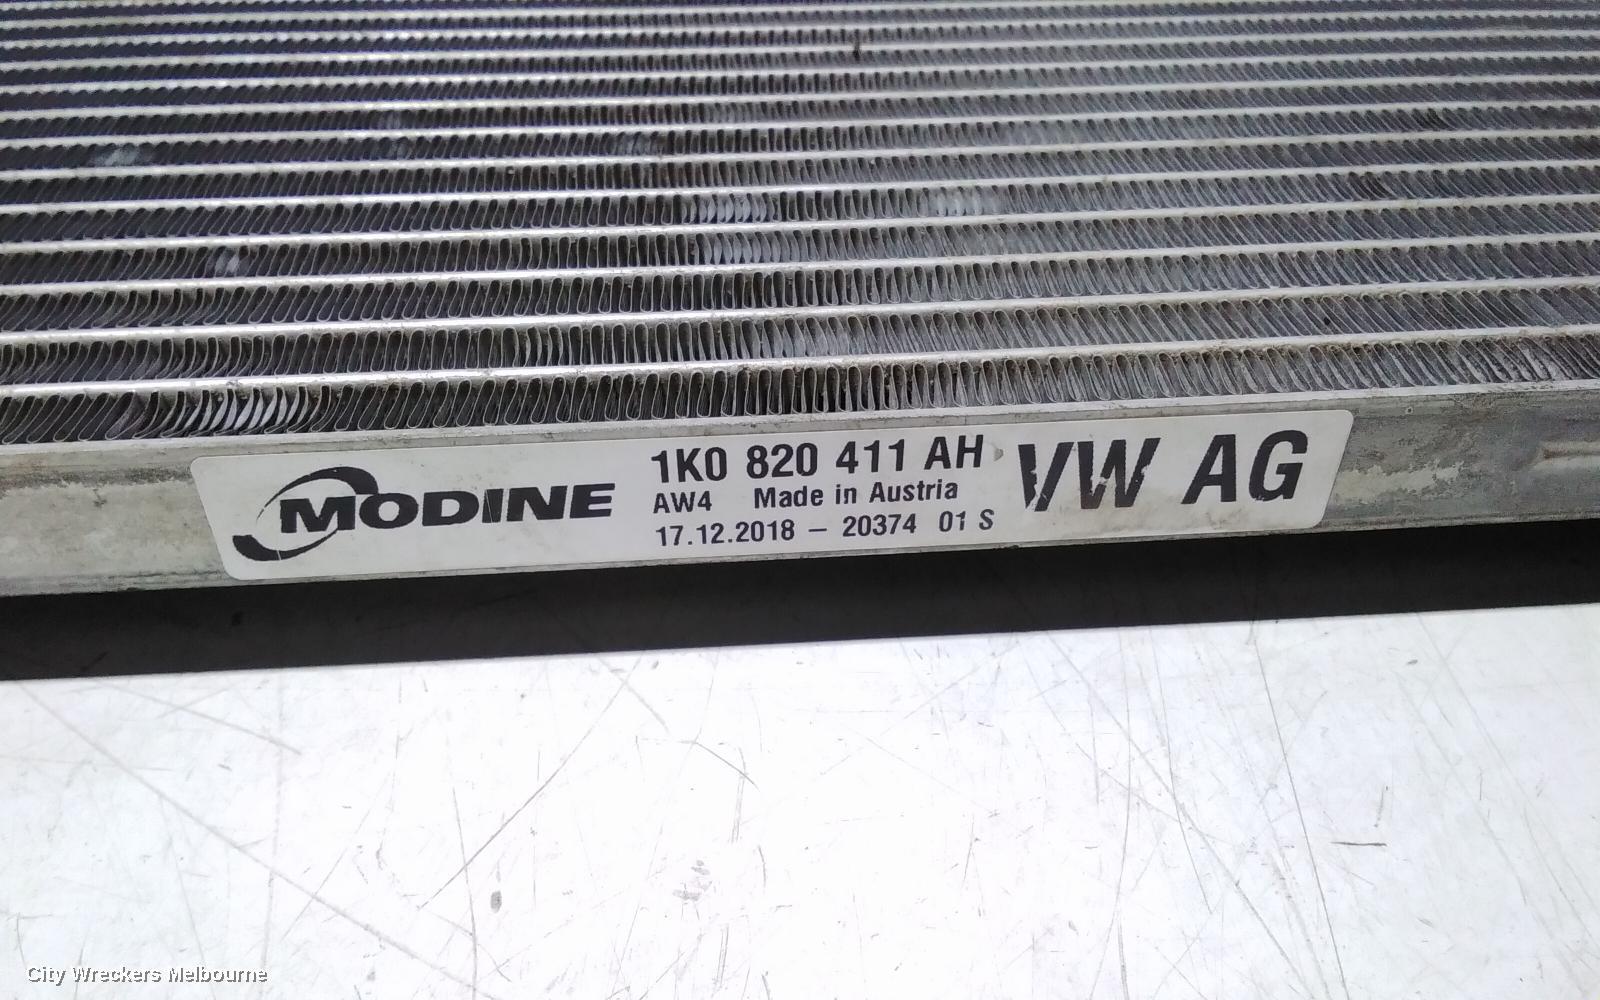 MODINE
1K0 820 411 AH
AW4 Made in Austria
17.12.2018 – 20374 01 S
VW AG
City Wreckers Melbourne